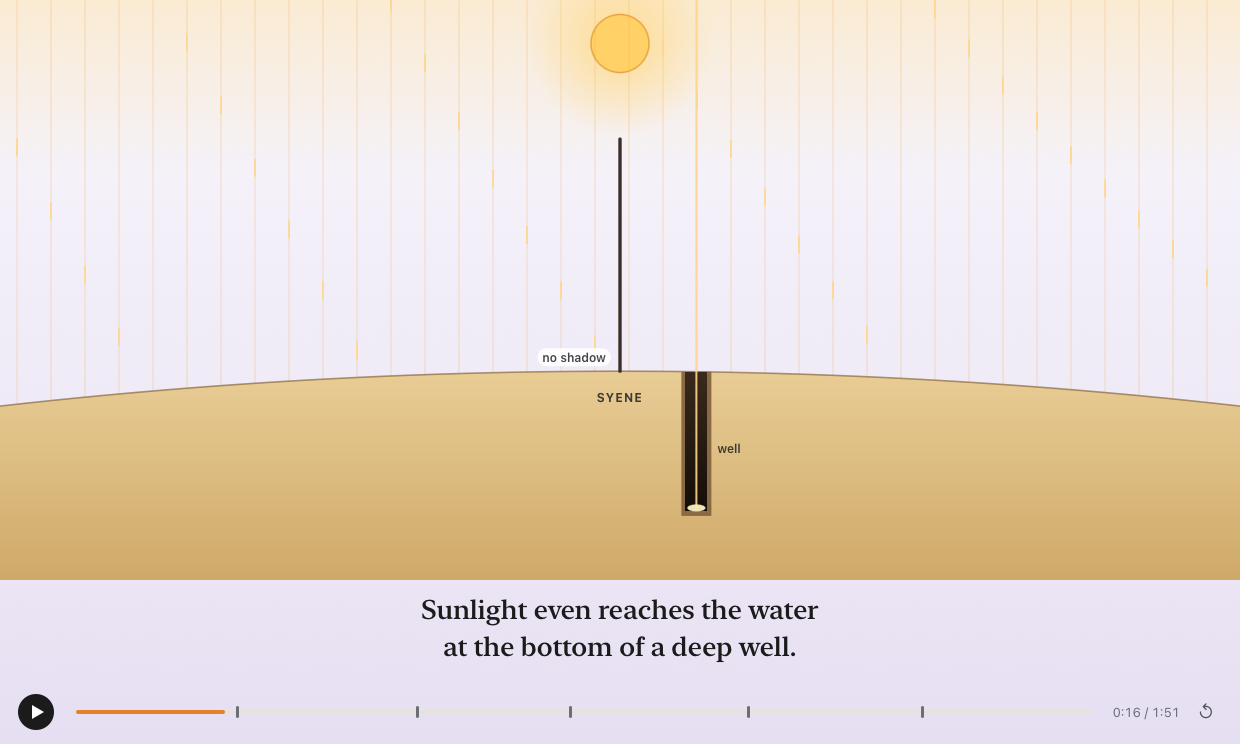 no shadow
SYENE
well
Sunlight even reaches the water
at the bottom of a deep well.
0:16 / 1:51